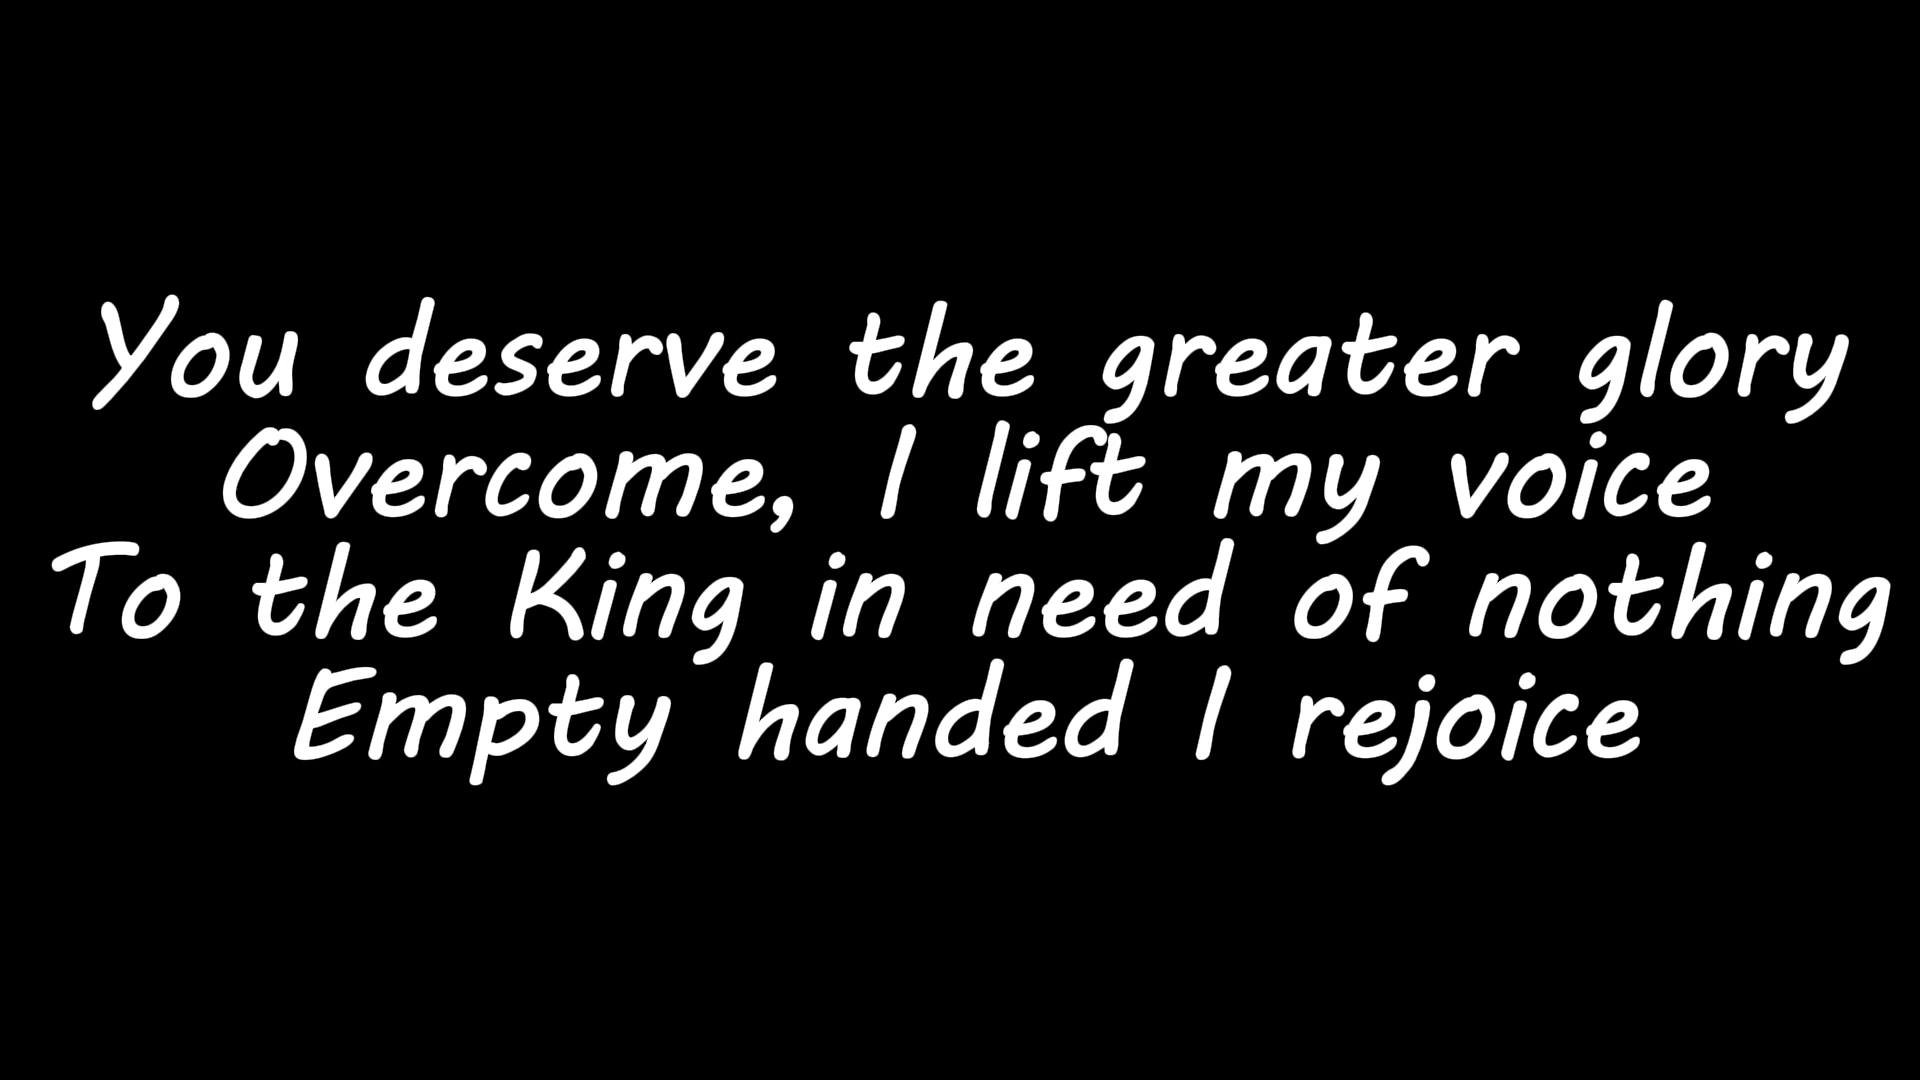 You deserve the greater glory
Overcome, I lift my voice
To the King in need of nothing
Empty handed I rejoice